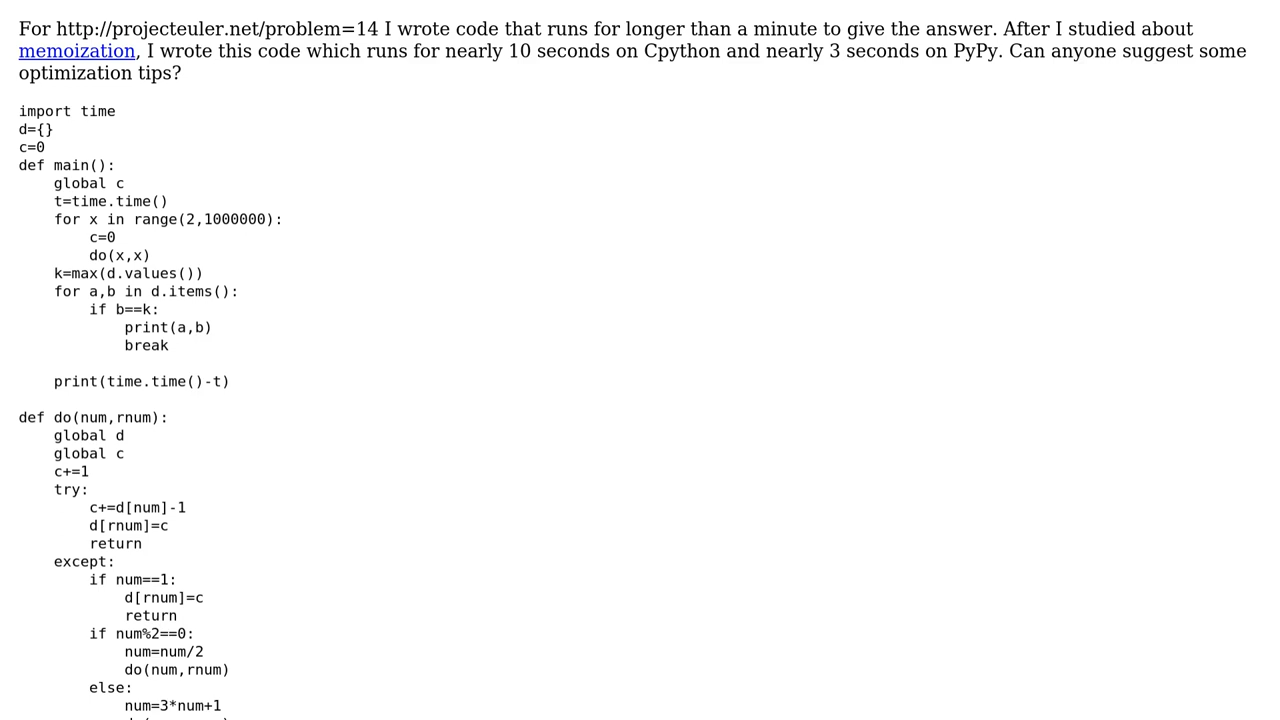 For http://projecteuler.net/problem=14 I wrote code that runs for longer than a minute to give the answer. After I studied about
memoization, I wrote this code which runs for nearly 10 seconds on Cpython and nearly 3 seconds on PyPy. Can anyone suggest some
optimization tips?
import time
d={}
c=0
def main():
    global c
    t=time.time()
    for x in range(2,1000000):
        c=0
        do(x,x)
    k=max(d.values())
    for a,b in d.items():
        if b==k:
            print(a,b)
            break
    print(time.time()-t)
def do(num,rnum):
    global d
    global c
    c+=1
    try:
        c+=d[num]-1
        d[rnum]=c
        return
    except:
        if num==1:
            d[rnum]=c
            return
        if num%2==0:
            num=num/2
            do(num,rnum)
        else:
            num=3*num+1